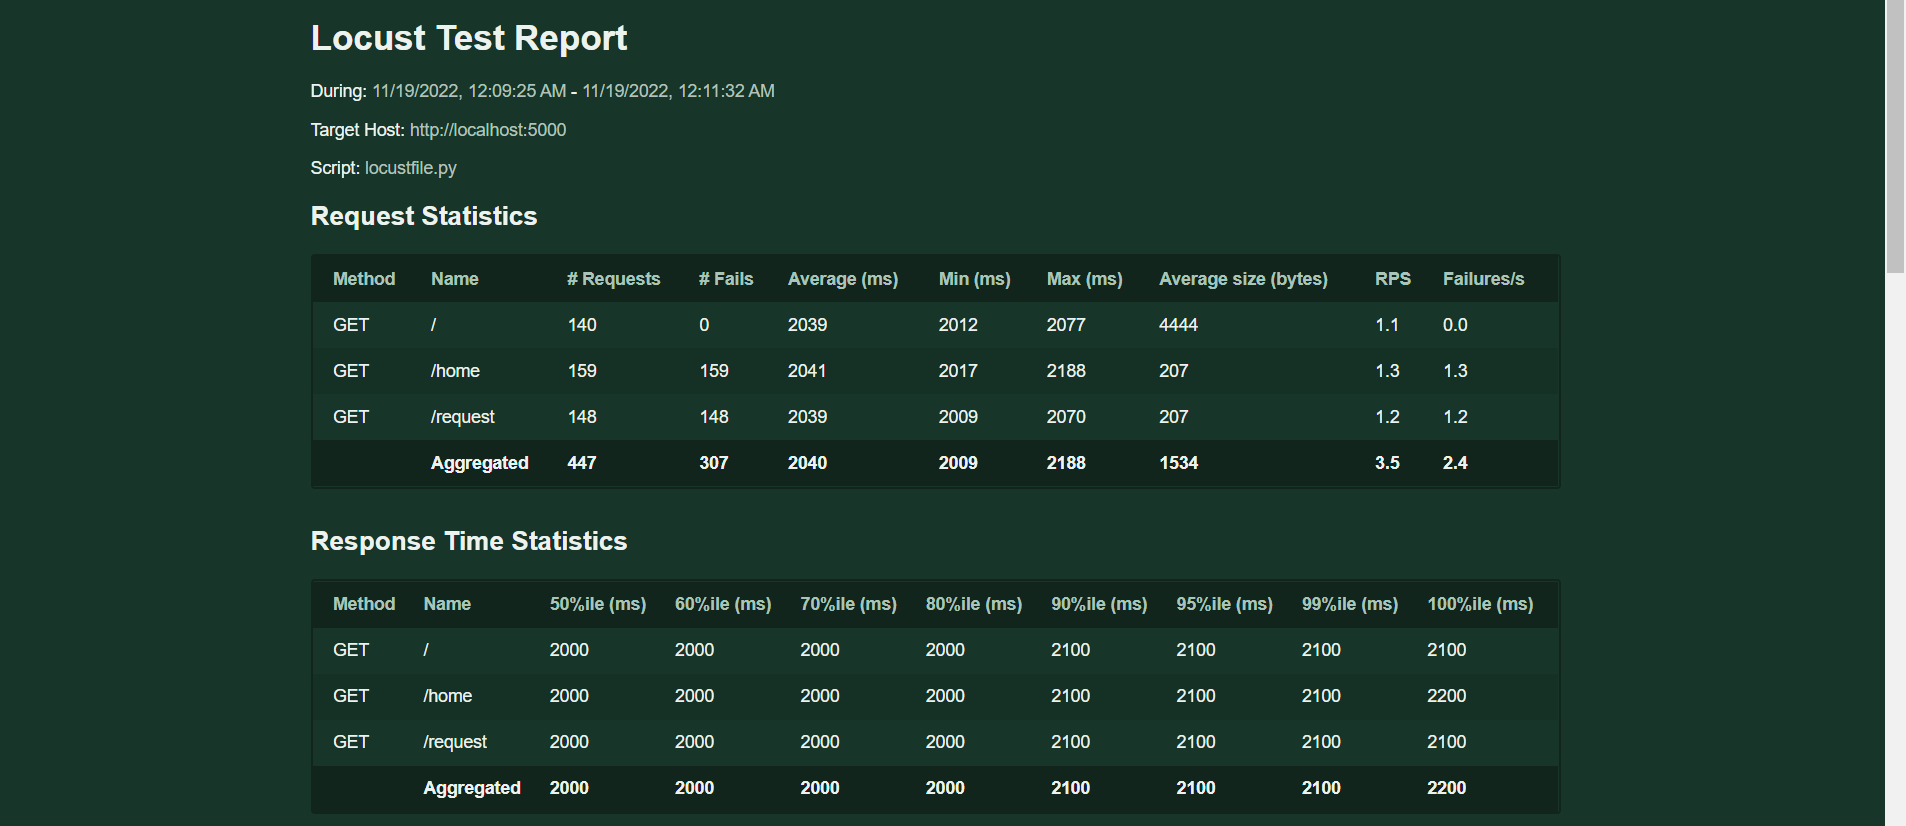 Locust Test Report
During: 11/19/2022, 12:09:25 AM - 11/19/2022, 12:11:32 AM
Target Host: http://localhost:5000
Script: locustfile.py
Request Statistics
Method Name # Requests # Fails Average (ms) Min (ms) Max (ms) Average size (bytes) RPS Failures/s
GET / 140 0 2039 2012 2077 4444 1.1 0.0
GET /home 159 159 2041 2017 2188 207 1.3 1.3
GET /request 148 148 2039 2009 2070 207 1.2 1.2
Aggregated 447 307 2040 2009 2188 1534 3.5 2.4
Response Time Statistics
Method Name 50%ile (ms) 60%ile (ms) 70%ile (ms) 80%ile (ms) 90%ile (ms) 95%ile (ms) 99%ile (ms) 100%ile (ms)
GET / 2000 2000 2000 2000 2100 2100 2100 2100
GET /home 2000 2000 2000 2000 2100 2100 2100 2200
GET /request 2000 2000 2000 2000 2100 2100 2100 2100
Aggregated 2000 2000 2000 2000 2100 2100 2100 2200